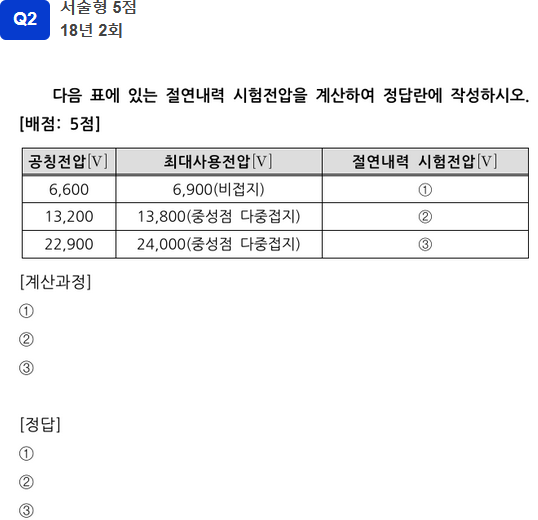 Q2
서술형 5점
18년 2회
다음 표에 있는 절연내력 시험전압을 계산하여 정답란에 작성하시오.
[배점: 5점]
공칭전압[V] 최대사용전압[V] 절연내력 시험전압[V]
6,600 6,900(비접지) ①
13,200 13,800(중성점 다중접지) ②
22,900 24,000(중성점 다중접지) ③
[계산과정]
①
②
③
[정답]
①
②
③